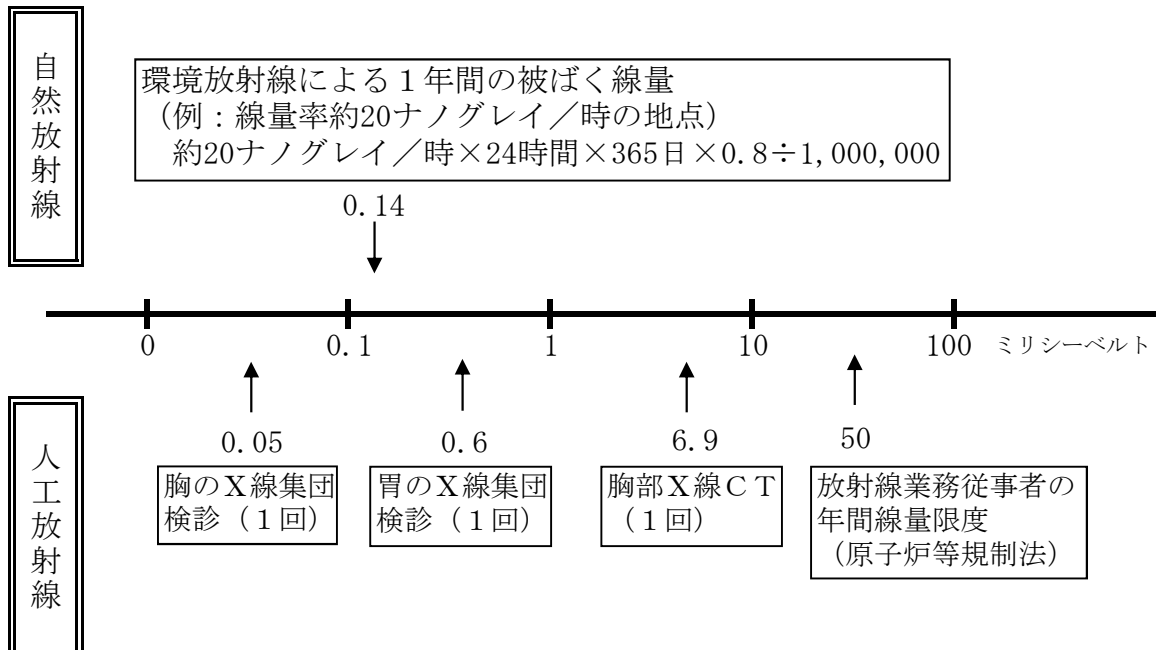 自然放射線
環境放射線による１年間の被ばく線量
（例：線量率約20ナノグレイ／時の地点）
約20ナノグレイ／時×24時間×365日×0.8÷1,000,000
0.14
0 0.1 1 10 100 ミリシーベルト
人工放射線
0.05
胸のＸ線集団
検診（１回）
0.6
胃のＸ線集団
検診（１回）
6.9
胸部Ｘ線ＣＴ
（１回）
50
放射線業務従事者の
年間線量限度
（原子炉等規制法）